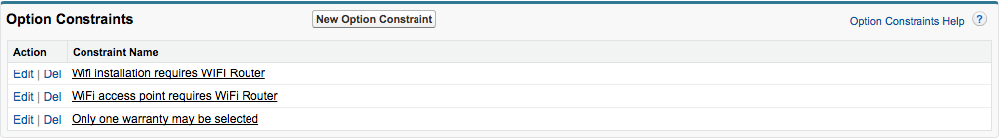 Option Constraints New Option Constraint Option Constraints Help ?
Action Constraint Name
Edit | Del Wifi installation requires WIFI Router
Edit | Del WiFi access point requires WiFi Router
Edit | Del Only one warranty may be selected